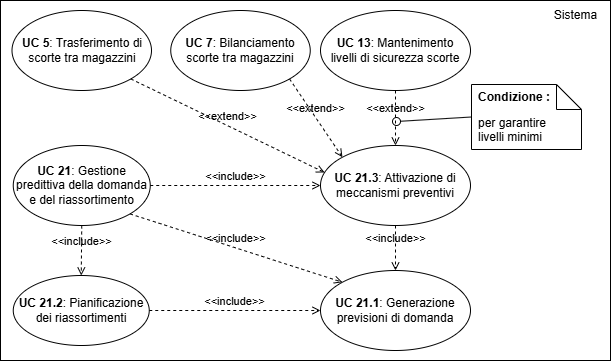 Sistema
UC 5: Trasferimento di
scorte tra magazzini
UC 7: Bilanciamento
scorte tra magazzini
UC 13: Mantenimento
livelli di sicurezza scorte
Condizione :
per garantire
livelli minimi
<<extend>>
<<extend>>
<<extend>>
UC 21: Gestione
predittiva della domanda
e del riassortimento
<<include>>
UC 21.3: Attivazione di
meccanismi preventivi
<<include>>
<<include>>
<<include>>
UC 21.2: Pianificazione
dei riassortimenti
<<include>>
UC 21.1: Generazione
previsioni di domanda